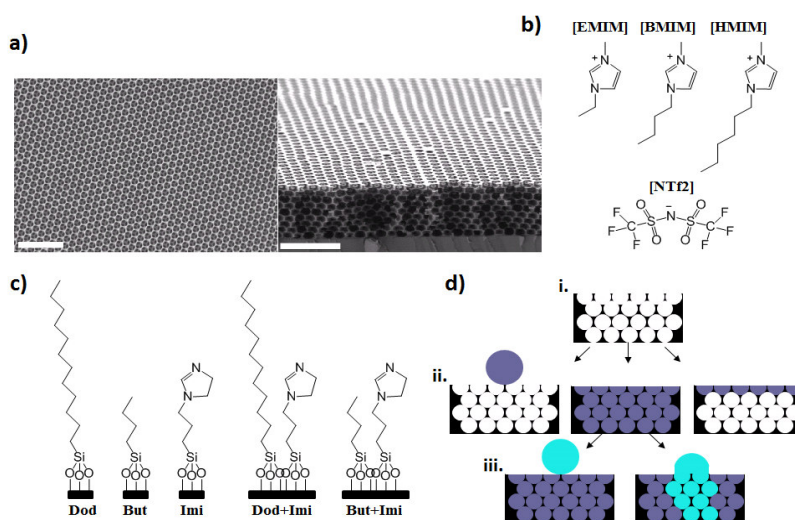 a)
b)
[EMIM] [BMIM] [HMIM]
+ + +
N N N
N N N
[NTf2]
F O − O F
F C S N S C F
F O O F
c)
N N N
N N N
Si Si Si Si Si Si Si
O O O O O O O O O O O O O O O O O O O
Dod But Imi Dod+Imi But+Imi
d)
i.
ii.
iii.